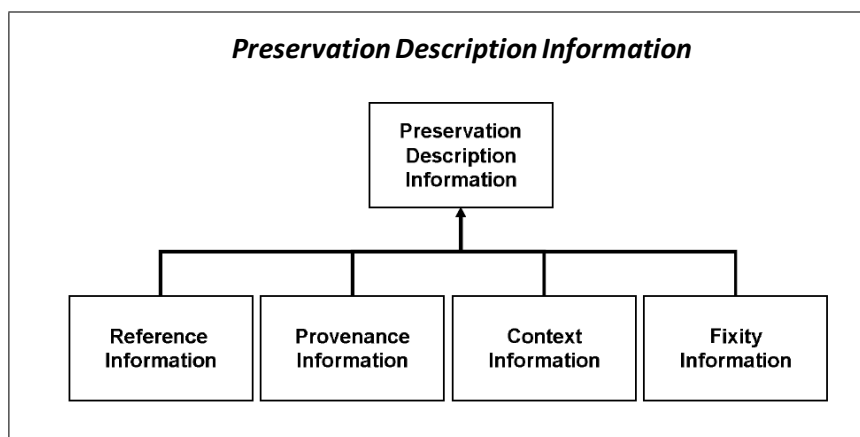 Preservation Description Information
Preservation
Description
Information
Reference
Information
Provenance
Information
Context
Information
Fixity
Information